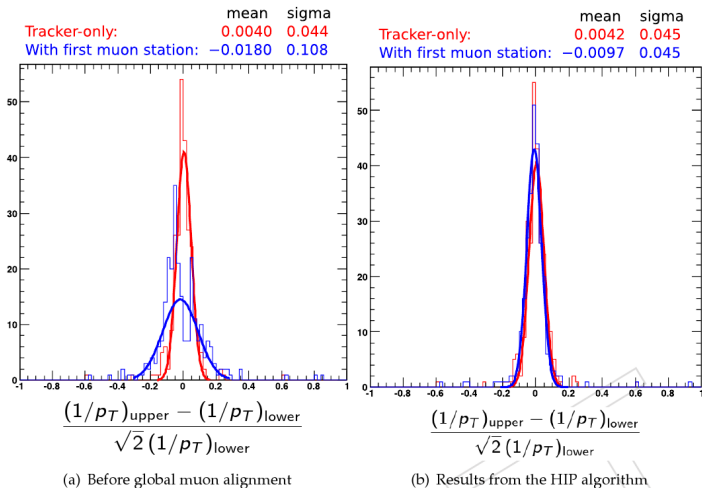 mean sigma
Tracker-only: 0.0040 0.044
With first muon station: −0.0180 0.108
50
40
30
20
10
0
-1 -0.8 -0.6 -0.4 -0.2 0 0.2 0.4 0.6 0.8 1
(1/p_T)_upper − (1/p_T)_lower
√2 (1/p_T)_lower
(a) Before global muon alignment
mean sigma
Tracker-only: 0.0042 0.045
With first muon station: −0.0097 0.045
50
40
30
20
10
0
-1 -0.8 -0.6 -0.4 -0.2 0 0.2 0.4 0.6 0.8 1
(1/p_T)_upper − (1/p_T)_lower
√2 (1/p_T)_lower
(b) Results from the HIP algorithm